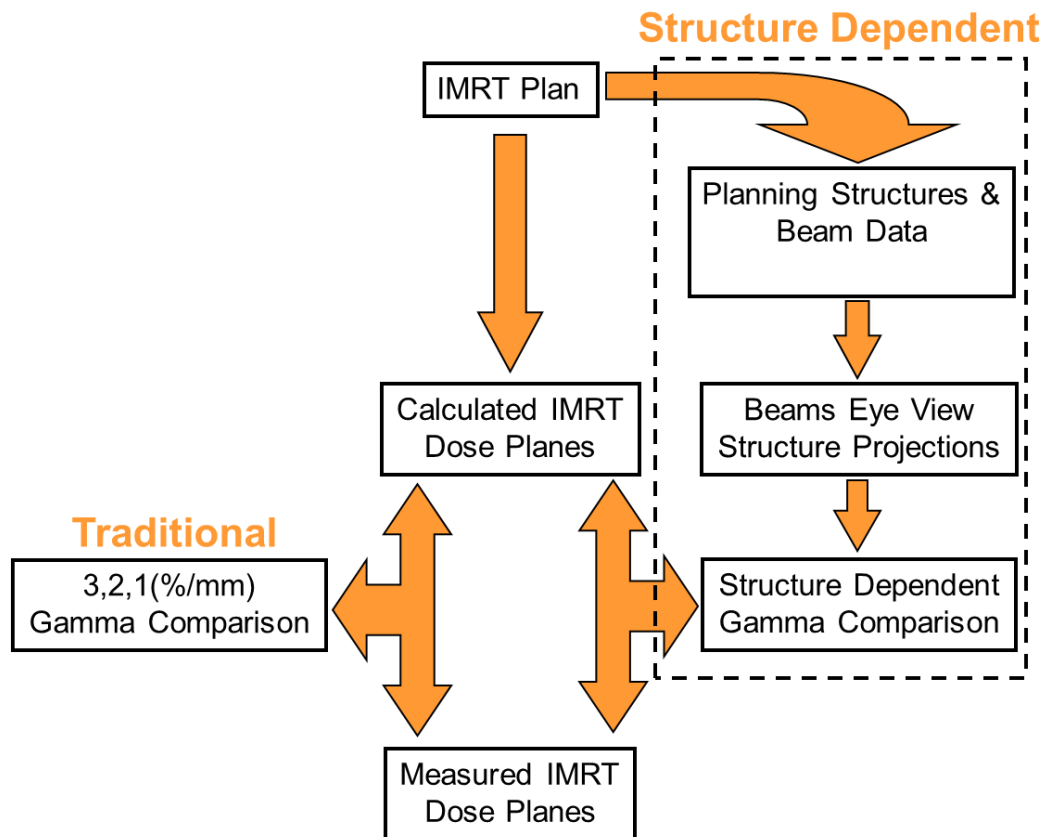 Structure Dependent
IMRT Plan
Planning Structures &
Beam Data
Calculated IMRT
Dose Planes
Beams Eye View
Structure Projections
Traditional
3,2,1(%/mm)
Gamma Comparison
Structure Dependent
Gamma Comparison
Measured IMRT
Dose Planes